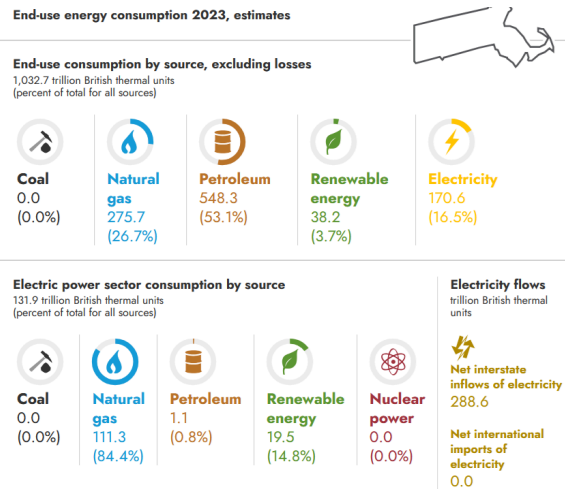 End-use energy consumption 2023, estimates
End-use consumption by source, excluding losses
1,032.7 trillion British thermal units
(percent of total for all sources)
Coal
0.0
(0.0%)
Natural
gas
275.7
(26.7%)
Petroleum
548.3
(53.1%)
Renewable
energy
38.2
(3.7%)
Electricity
170.6
(16.5%)
Electric power sector consumption by source
131.9 trillion British thermal units
(percent of total for all sources)
Coal
0.0
(0.0%)
Natural
gas
111.3
(84.4%)
Petroleum
1.1
(0.8%)
Renewable
energy
19.5
(14.8%)
Nuclear
power
0.0
(0.0%)
Electricity flows
trillion British thermal
units
Net interstate
inflows of electricity
288.6
Net international
imports of
electricity
0.0